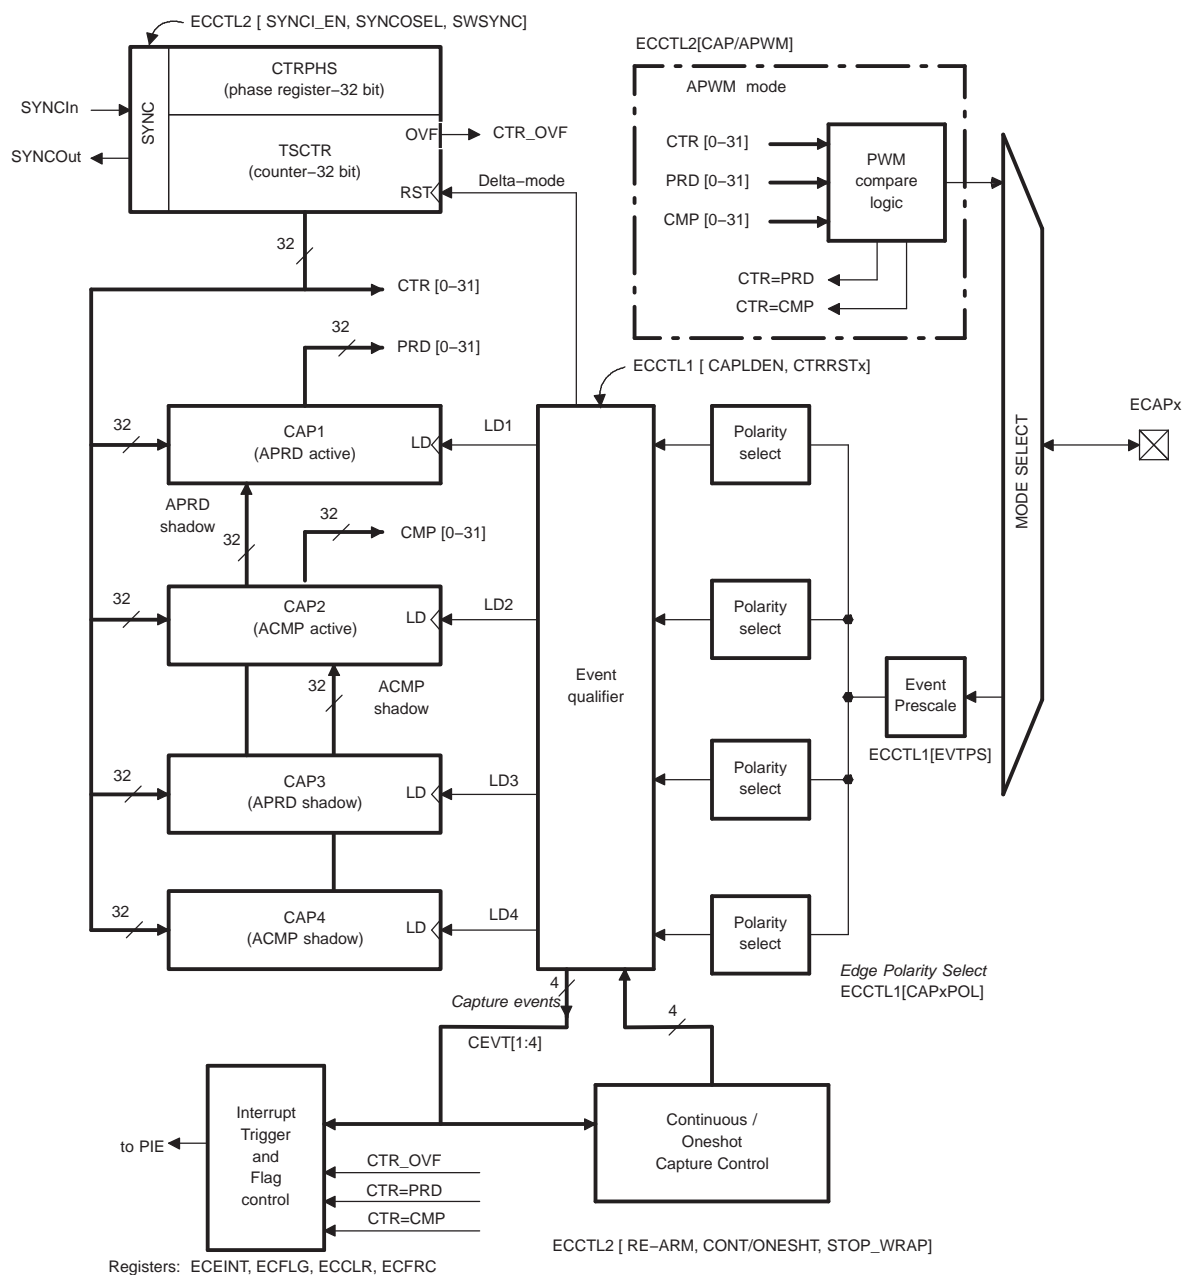 ECCTL2 [ SYNCI_EN, SYNCOSEL, SWSYNC]
SYNC
CTRPHS
(phase register−32 bit)
SYNCIn
SYNCOut
OVF
CTR_OVF
TSCTR
(counter−32 bit)
RST
Delta−mode
32
CTR [0−31]
32
PRD [0−31]
ECCTL2[CAP/APWM]
APWM mode
CTR [0−31]
PRD [0−31]
CMP [0−31]
PWM
compare
logic
CTR=PRD
CTR=CMP
ECCTL1 [ CAPLDEN, CTRRSTx]
32
CAP1
(APRD active)
LD
LD1
Polarity
select
MODE SELECT
ECAPx
APRD
shadow
32
32
CMP [0−31]
32
CAP2
(ACMP active)
LD
LD2
Polarity
select
32
ACMP
shadow
Event
qualifier
Event
Prescale
ECCTL1[EVTPS]
32
CAP3
(APRD shadow)
LD
LD3
Polarity
select
32
CAP4
(ACMP shadow)
LD
LD4
Polarity
select
Edge Polarity Select
ECCTL1[CAPxPOL]
4
Capture events
CEVT[1:4]
4
to PIE
Interrupt
Trigger
and
Flag
control
CTR_OVF
CTR=PRD
CTR=CMP
Continuous /
Oneshot
Capture Control
ECCTL2 [ RE−ARM, CONT/ONESHT, STOP_WRAP]
Registers: ECEINT, ECFLG, ECCLR, ECFRC